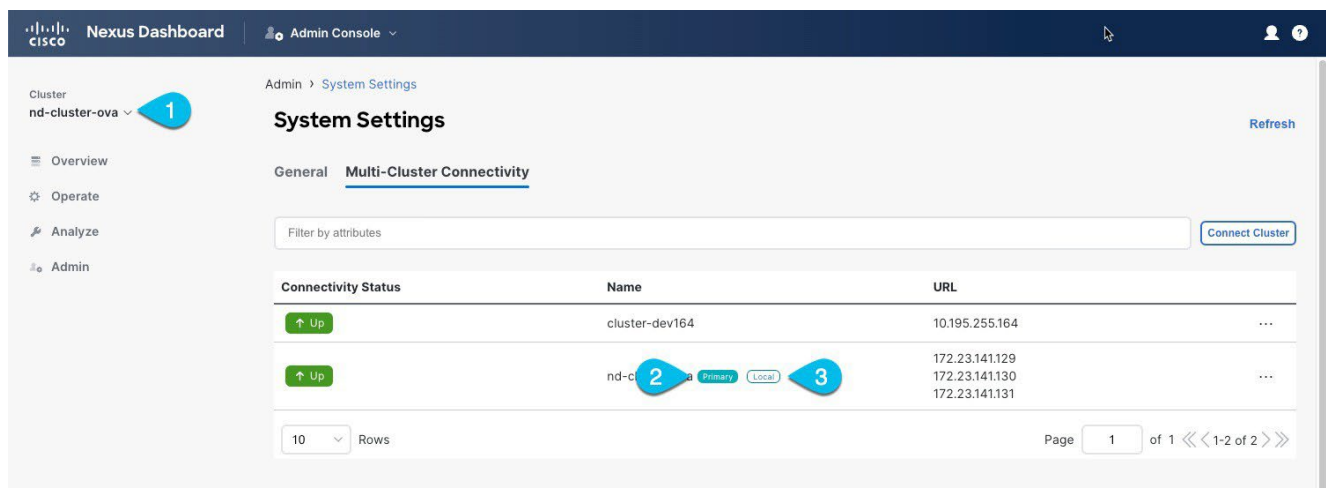 CISCO Nexus Dashboard Admin Console
Cluster
nd-cluster-ova 1
Overview
Operate
Analyze
Admin
Admin › System Settings
System Settings
Refresh
General Multi-Cluster Connectivity
Filter by attributes
Connect Cluster
Connectivity Status Name URL
Up cluster-dev164 10.195.255.164 ...
Up nd-cl 2 a Primary Local 3 172.23.141.129
172.23.141.130
172.23.141.131
...
10 Rows Page 1 of 1 1-2 of 2